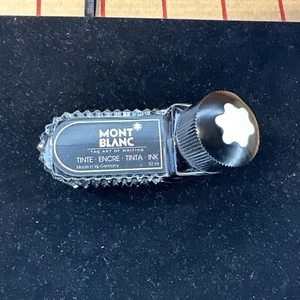 MONT
BLANC
THE ART OF WRITING
TINTE · ENCRE · TINTA · INK
Made in Germany